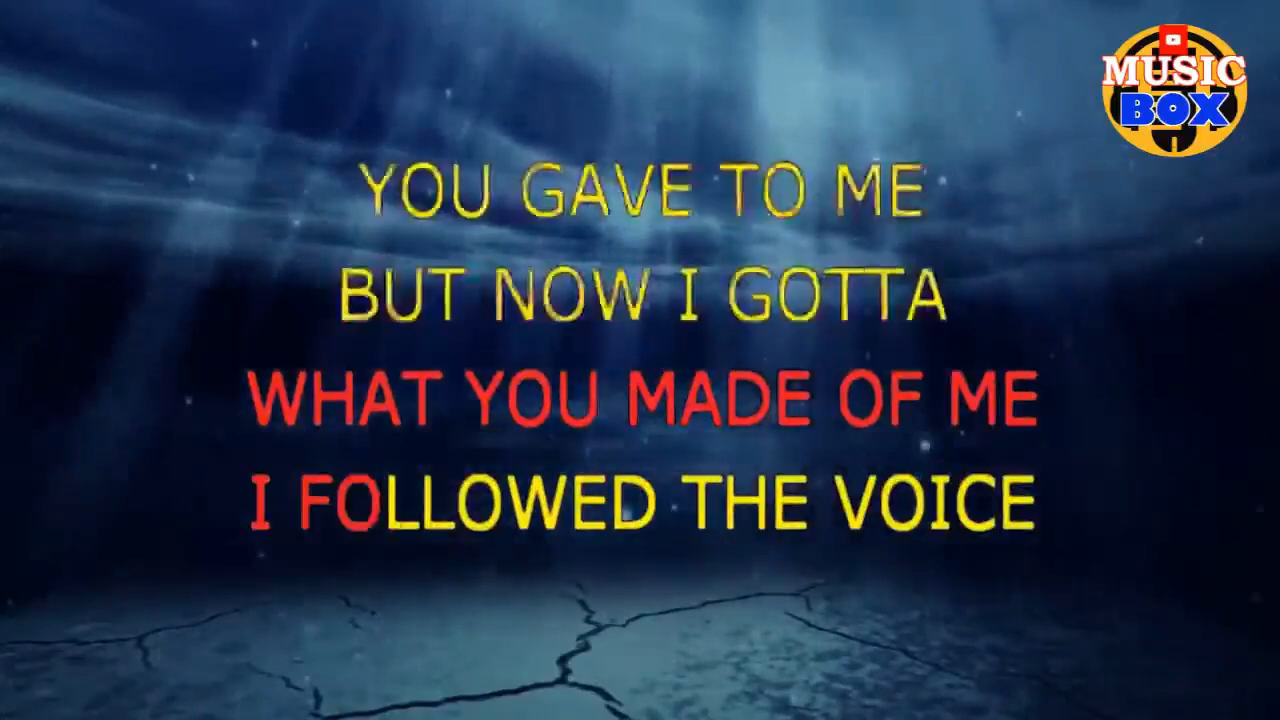 MUSIC
BOX
YOU GAVE TO ME
BUT NOW I GOTTA
WHAT YOU MADE OF ME
I FOLLOWED THE VOICE